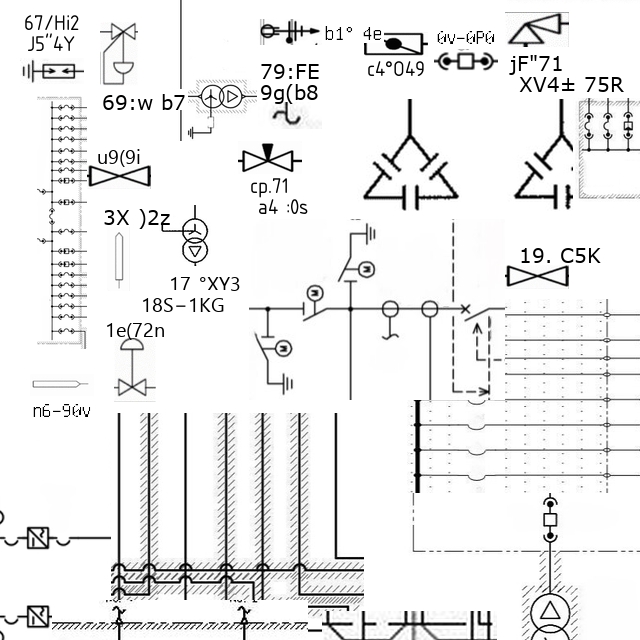 67/Hi2
J5"4Y
b1° 4e
0v-0P0
c4°049
jF"71
79:FE
9g(b8
XV4± 75R
69:w b7
u9(9i
cp.71
a4 :0s
3X )2z
19. C5K
17 °XY3
18S-1KG
1e(72n
n6-90v